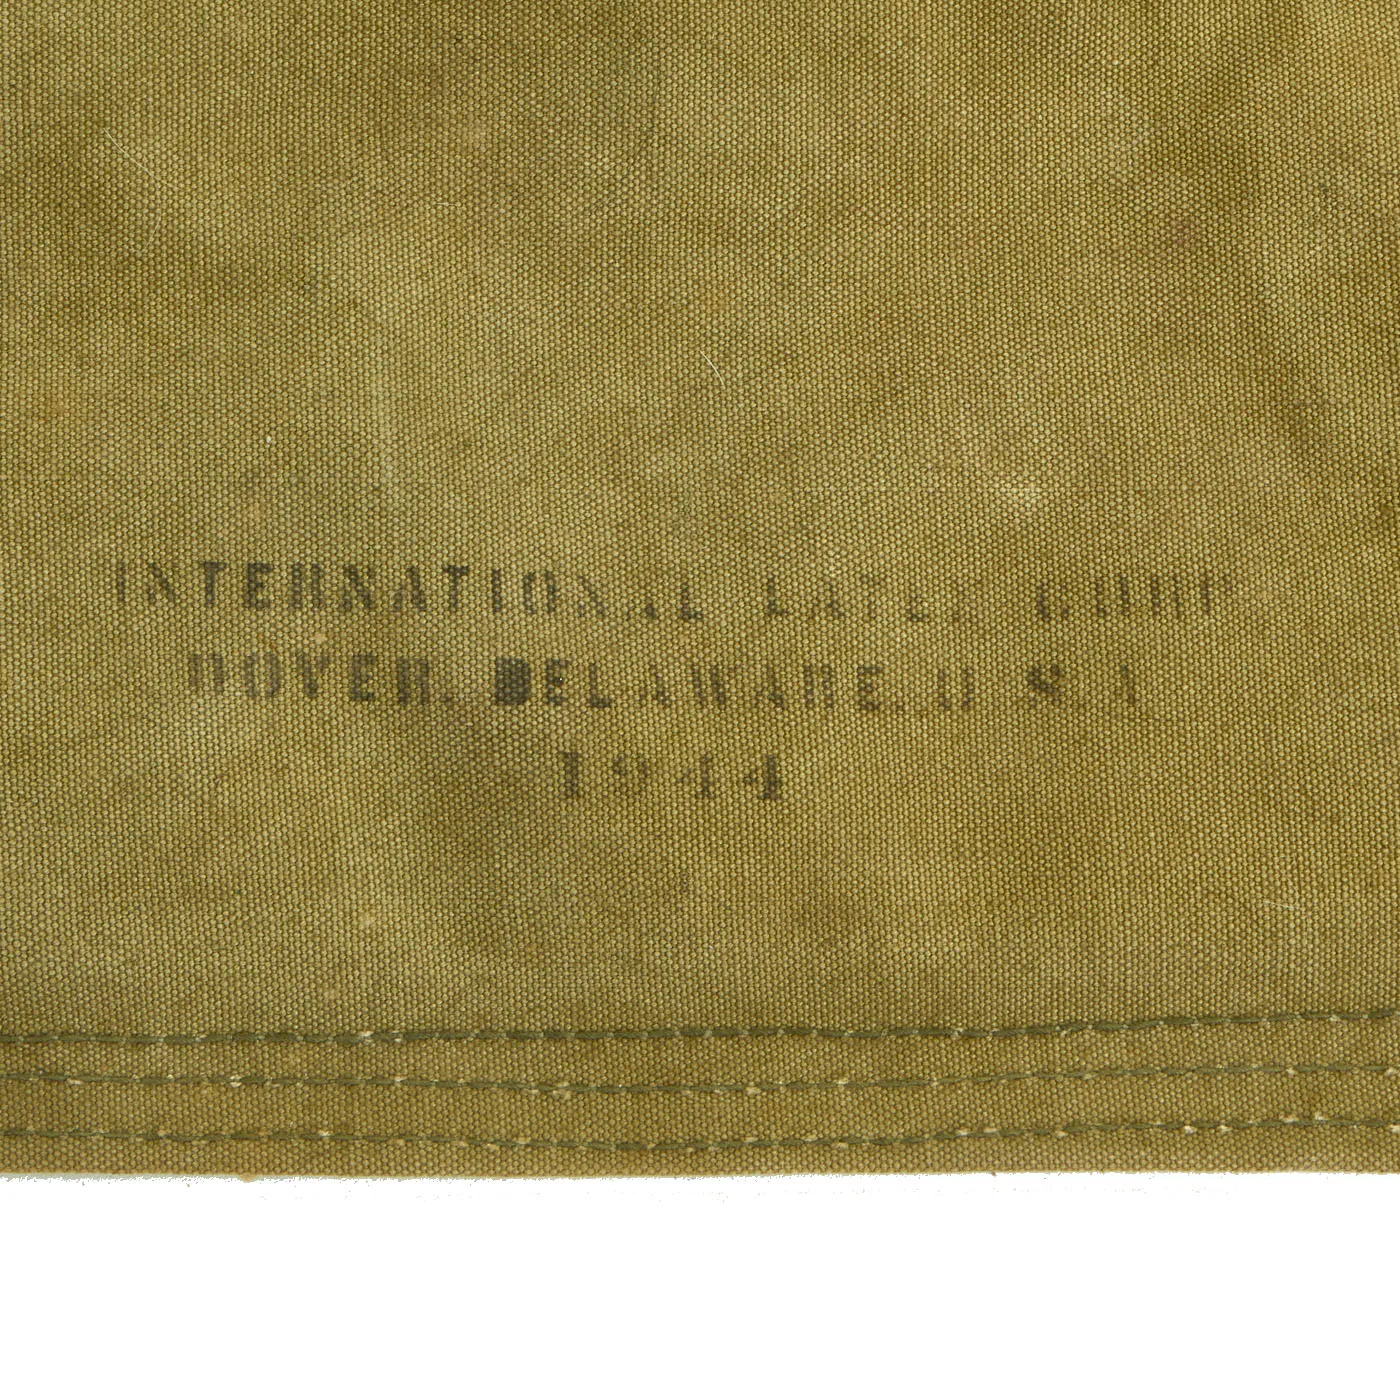 INTERNATIONAL LATEX CORP
DOVER, DELAWARE, U.S.A
1944